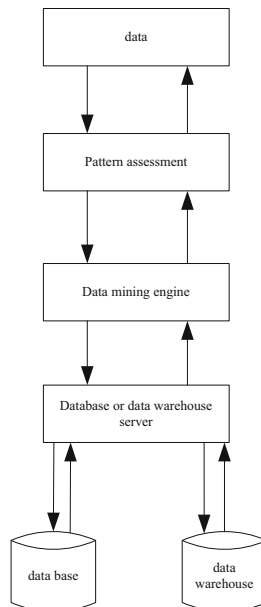 data
Pattern assessment
Data mining engine
Database or data warehouse
server
data base
data
warehouse